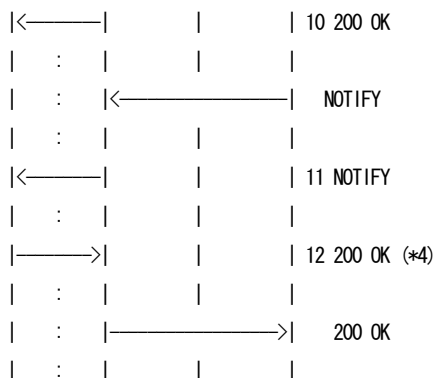 |<------| | | 10 200 OK
| : | | |
| : |<---------------| NOTIFY
| : | | |
|<------| | | 11 NOTIFY
| : | | |
|------>| | | 12 200 OK (*4)
| : | | |
| : |--------------->| 200 OK
| : | | |